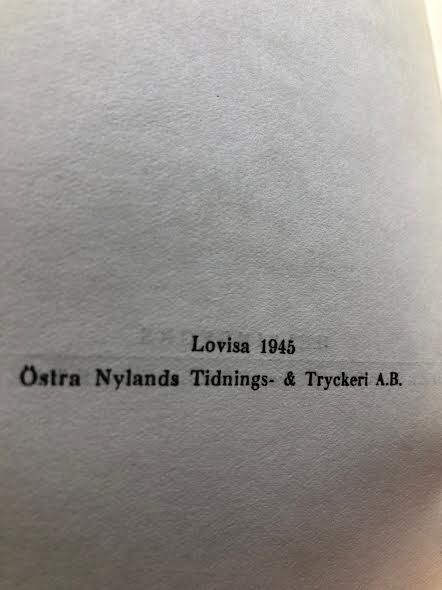 Lovisa 1945
Östra Nylands Tidnings- & Tryckeri A.B.